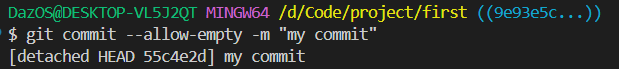 DazOS@DESKTOP-VL5J2QT MINGW64 /d/Code/project/first ((9e93e5c...))
$ git commit --allow-empty -m "my commit"
[detached HEAD 55c4e2d] my commit